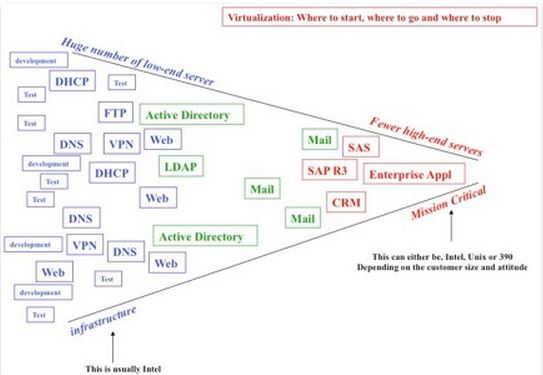 Virtualization: Where to start, where to go and where to stop
Huge number of low-end server
development
DHCP
Test
Test
FTP
Active Directory
Test
Fewer high-end servers
DNS
VPN
Web
Mail
SAS
development
DHCP
LDAP
SAP R3
Enterprise Appl
Test
Test
Web
Mail
CRM
Mission Critical
DNS
Mail
development
VPN
DNS
Active Directory
Web
Web
Test
development
Test
infrastructure
This can either be, Intel, Unix or 390
Depending on the customer size and attitude
This is usually Intel